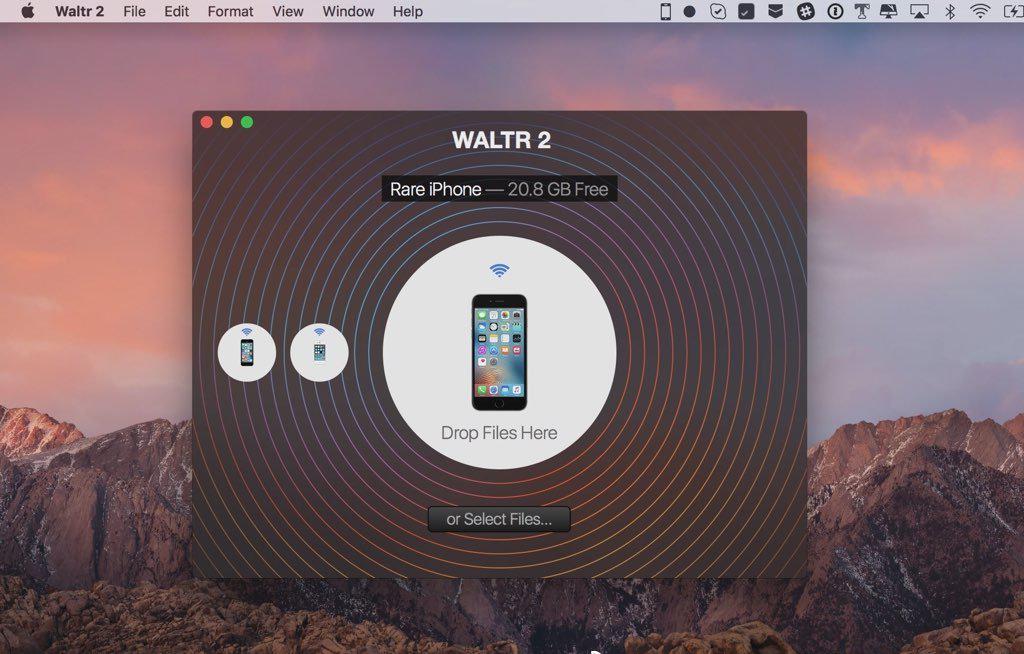 Waltr 2 File Edit Format View Window Help
WALTR 2
Rare iPhone — 20.8 GB Free
Drop Files Here
or Select Files...